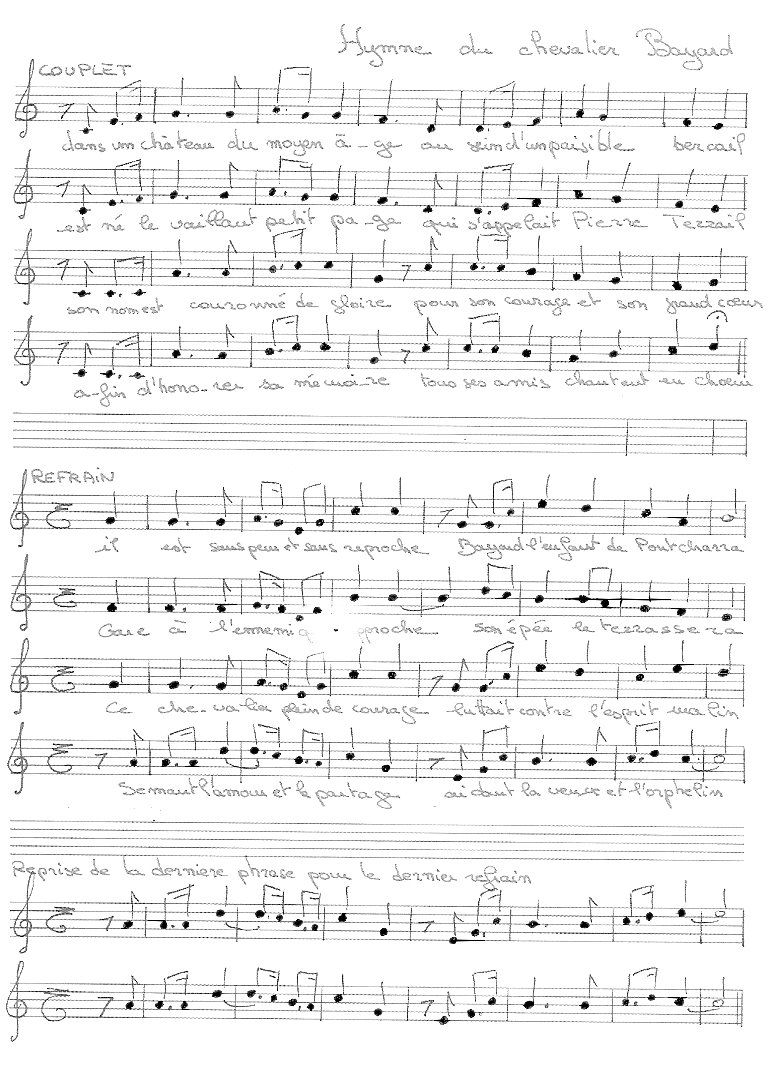 Hymne du chevalier Bayard
COUPLET
dans un château du moyen â-ge au sein d'un paisible bercail
est né le vaillant petit pa-ge qui s'appelait Pierre Terrail
son nom est couronné de gloire pour son courage et son grand cœur
a-fin d'hono-rer sa mémoi-re tous ses amis chantent en chœur
REFRAIN
il est sans peur et sans reproche Bayard l'enfant de Pontcharra
Gare à l'ennemi q . pproche son épée le terrasse-ra
Ce che-valier plein de courage luttait contre l'esprit malin
Semant l'amour et le partage aidant la veuve et l'orphelin
Reprise de la dernière phrase pour le dernier refrain